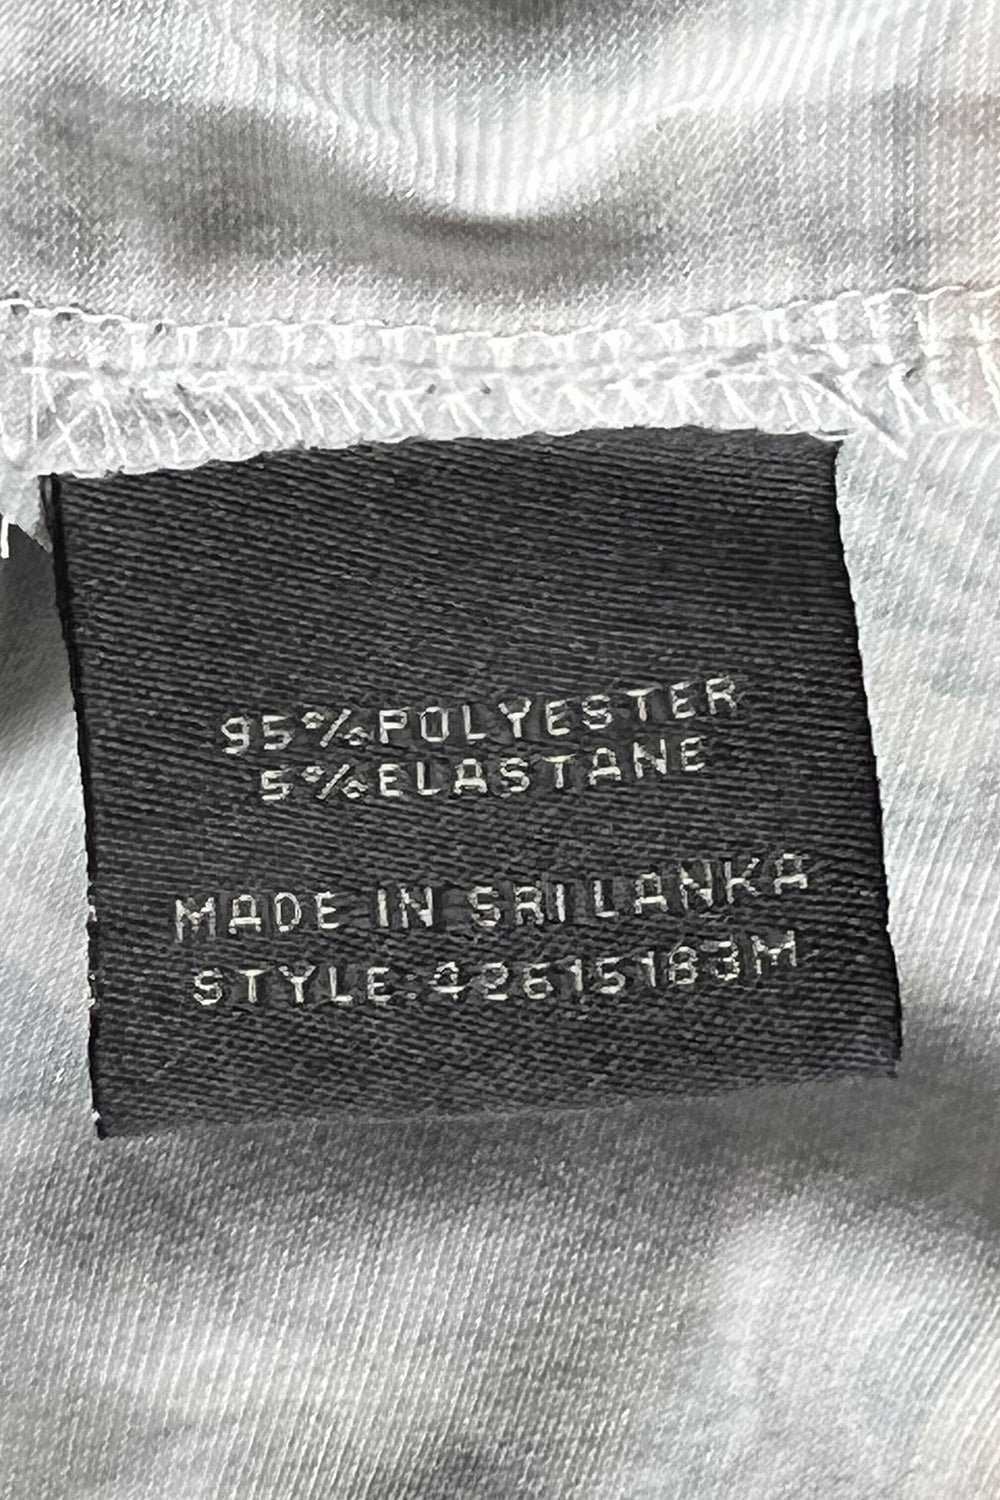 95%POLYESTER
5%ELASTANE
MADE IN SRI LANKA
STYLE:42615183M